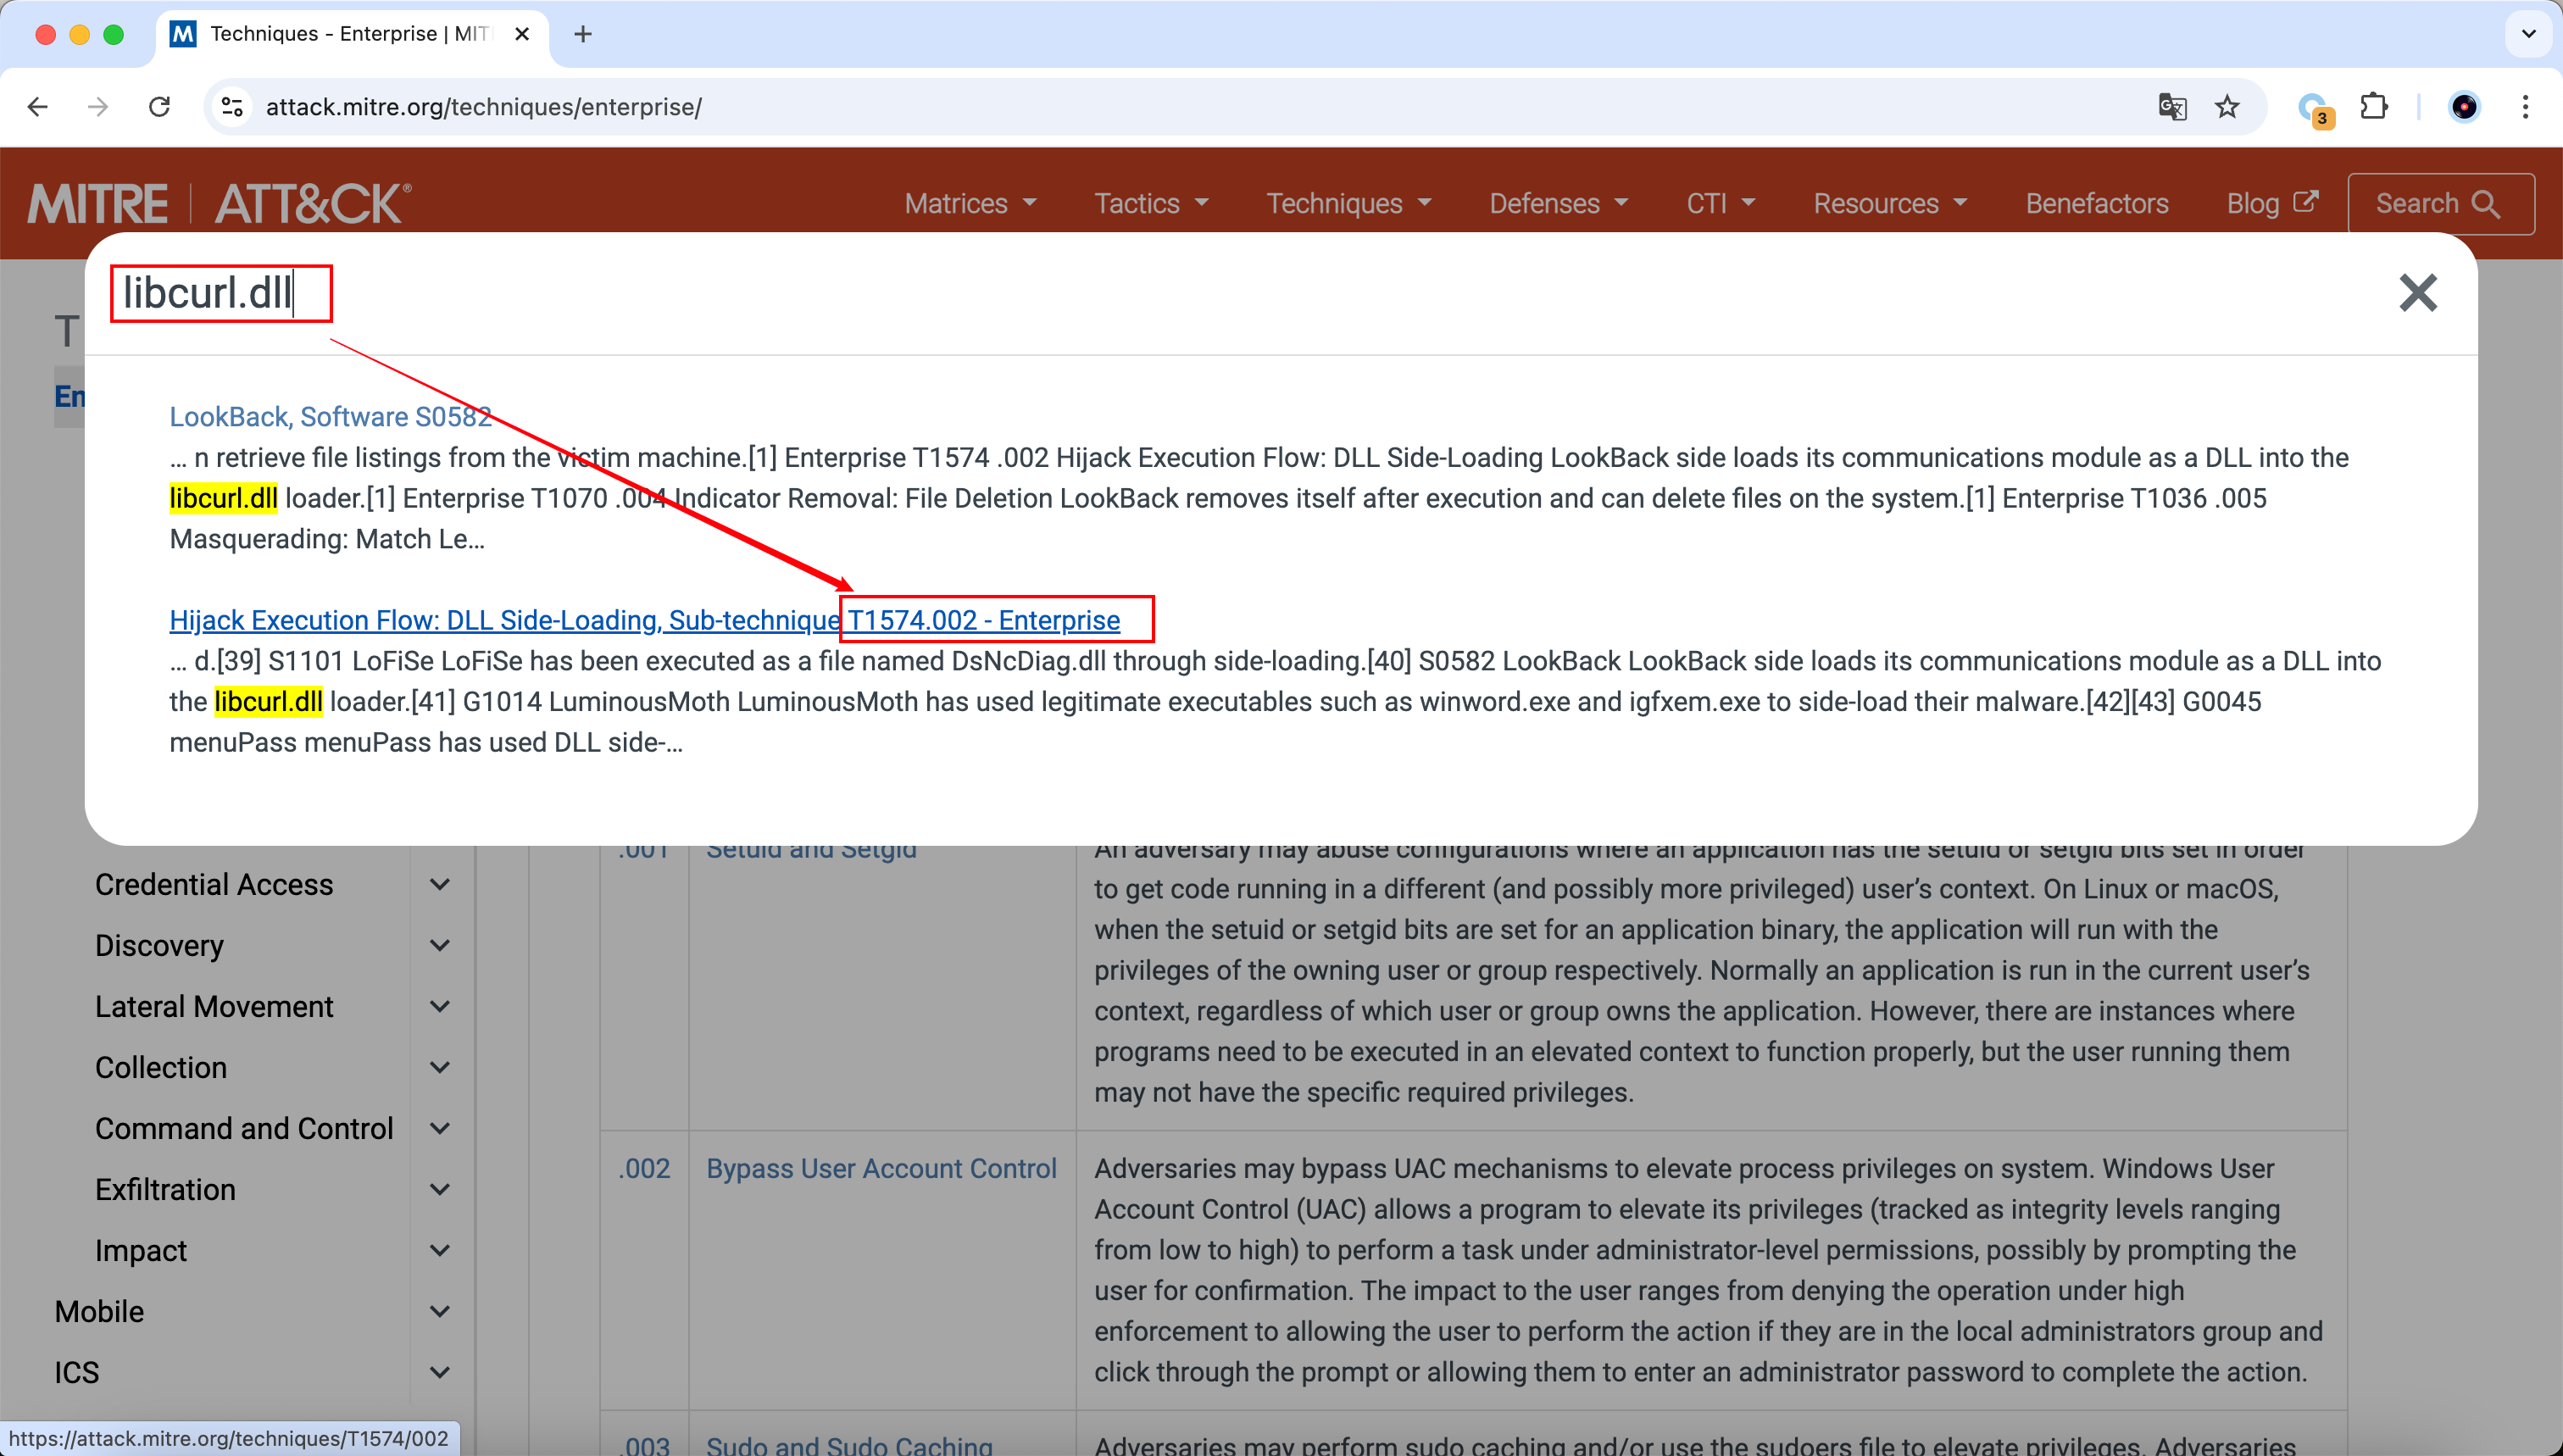 Techniques - Enterprise | MIT
attack.mitre.org/techniques/enterprise/
3
MITRE | ATT&CK®
Matrices
Tactics
Techniques
Defenses
CTI
Resources
Benefactors
Blog
Search
libcurl.dll
T
En
LookBack, Software S0582
... n retrieve file listings from the victim machine.[1] Enterprise T1574 .002 Hijack Execution Flow: DLL Side-Loading LookBack side loads its communications module as a DLL into the
libcurl.dll loader.[1] Enterprise T1070 .004 Indicator Removal: File Deletion LookBack removes itself after execution and can delete files on the system.[1] Enterprise T1036 .005
Masquerading: Match Le...
Hijack Execution Flow: DLL Side-Loading, Sub-technique T1574.002 - Enterprise
... d.[39] S1101 LoFiSe LoFiSe has been executed as a file named DsNcDiag.dll through side-loading.[40] S0582 LookBack LookBack side loads its communications module as a DLL into
the libcurl.dll loader.[41] G1014 LuminousMoth LuminousMoth has used legitimate executables such as winword.exe and igfxem.exe to side-load their malware.[42][43] G0045
menuPass menuPass has used DLL side-...
Credential Access
Discovery
Lateral Movement
Collection
Command and Control
Exfiltration
Impact
Mobile
ICS
.001
Setuid and Setgid
An adversary may abuse configurations where an application has the setuid or setgid bits set in order
to get code running in a different (and possibly more privileged) user’s context. On Linux or macOS,
when the setuid or setgid bits are set for an application binary, the application will run with the
privileges of the owning user or group respectively. Normally an application is run in the current user’s
context, regardless of which user or group owns the application. However, there are instances where
programs need to be executed in an elevated context to function properly, but the user running them
may not have the specific required privileges.
.002
Bypass User Account Control
Adversaries may bypass UAC mechanisms to elevate process privileges on system. Windows User
Account Control (UAC) allows a program to elevate its privileges (tracked as integrity levels ranging
from low to high) to perform a task under administrator-level permissions, possibly by prompting the
user for confirmation. The impact to the user ranges from denying the operation under high
enforcement to allowing the user to perform the action if they are in the local administrators group and
click through the prompt or allowing them to enter an administrator password to complete the action.
.003
Sudo and Sudo Caching
Adversaries may perform sudo caching and/or use the sudoers file to elevate privileges. Adversaries
https://attack.mitre.org/techniques/T1574/002